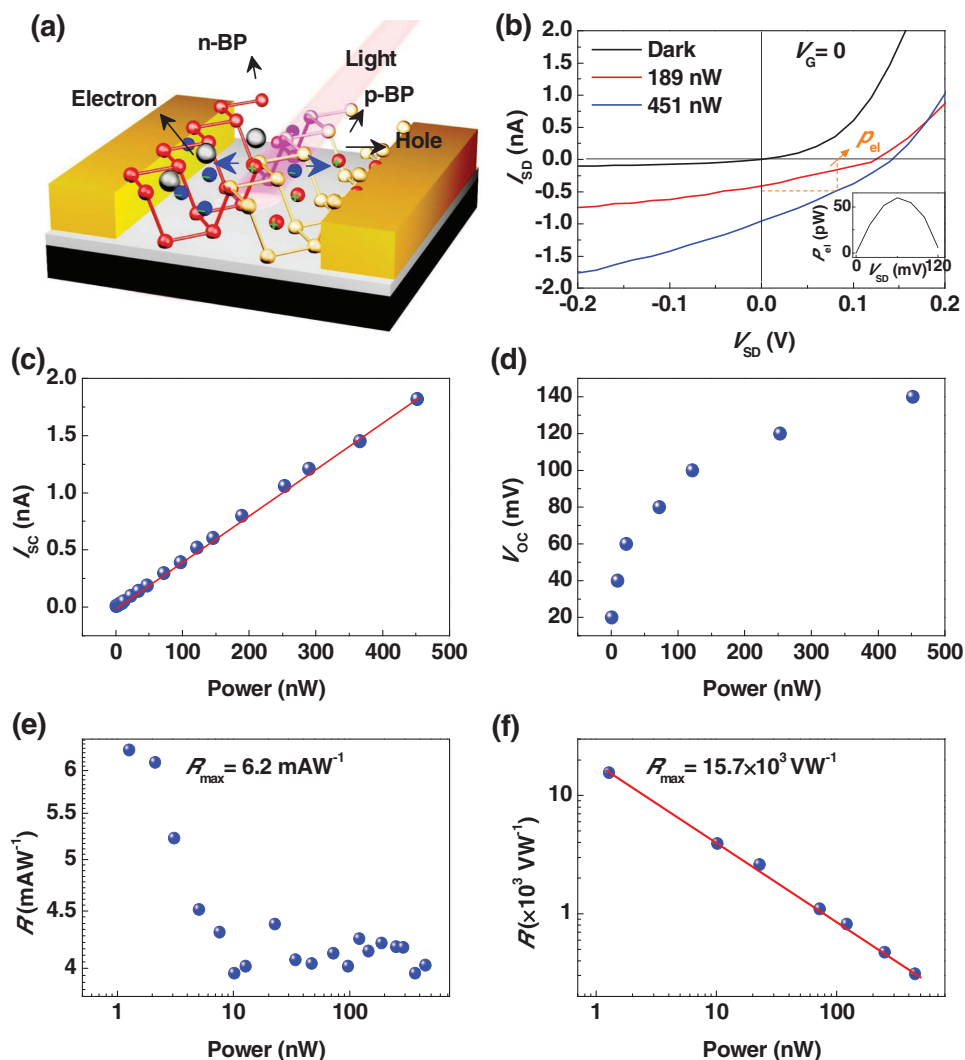 (a)
n-BP
Light
Electron
p-BP
Hole
(b)
Dark
189 nW
451 nW
V_G = 0
P_el
I_SD (nA)
2.0
1.5
1.0
0.5
0.0
-0.5
-1.0
-1.5
-2.0
-0.2 -0.1 0.0 0.1 0.2
V_SD (V)
P_el (pW)
50
0
0 120
V_SD (mV)
(c)
I_SC (nA)
2.0
1.5
1.0
0.5
0.0
0 100 200 300 400 500
Power (nW)
(d)
V_OC (mV)
140
120
100
80
60
40
20
0 100 200 300 400 500
Power (nW)
(e)
R_max = 6.2 mAW⁻¹
R (mAW⁻¹)
6
5.5
5
4.5
4
1 10 100
Power (nW)
(f)
R_max = 15.7×10³ VW⁻¹
R (×10³ VW⁻¹)
10
1
1 10 100
Power (nW)